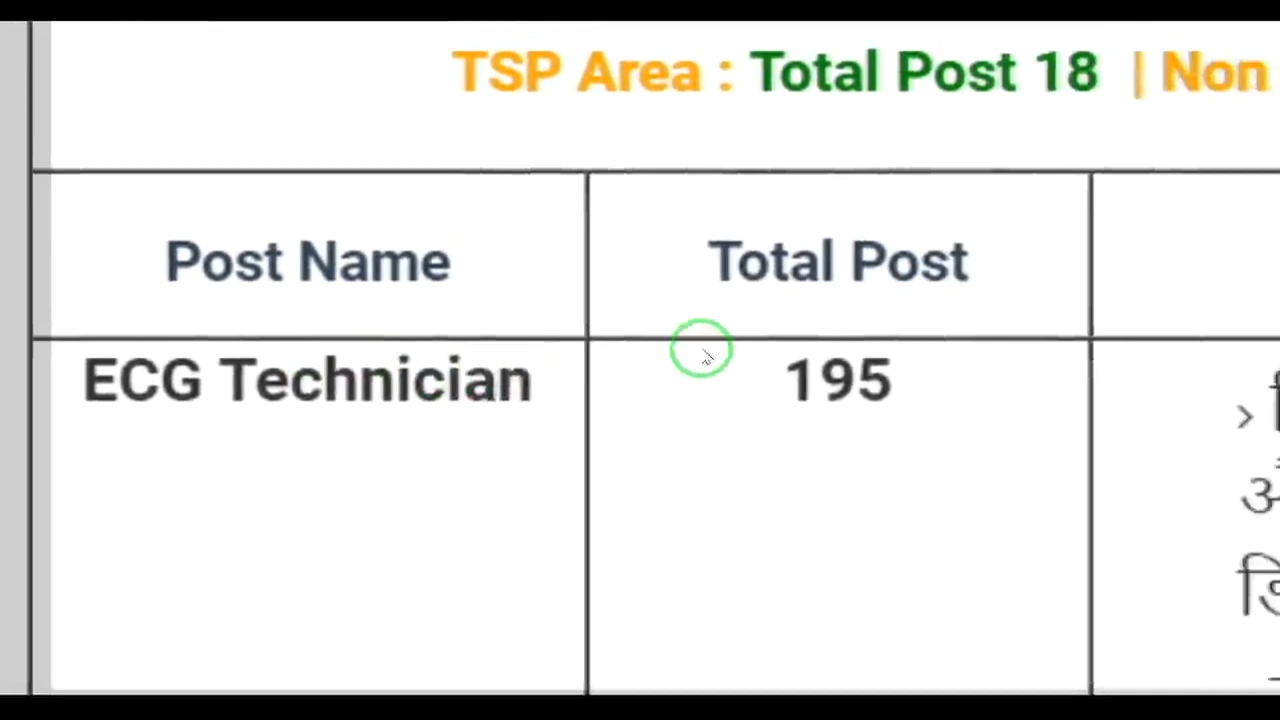 TSP Area : Total Post 18 | Non
Post Name
Total Post
ECG Technician
195